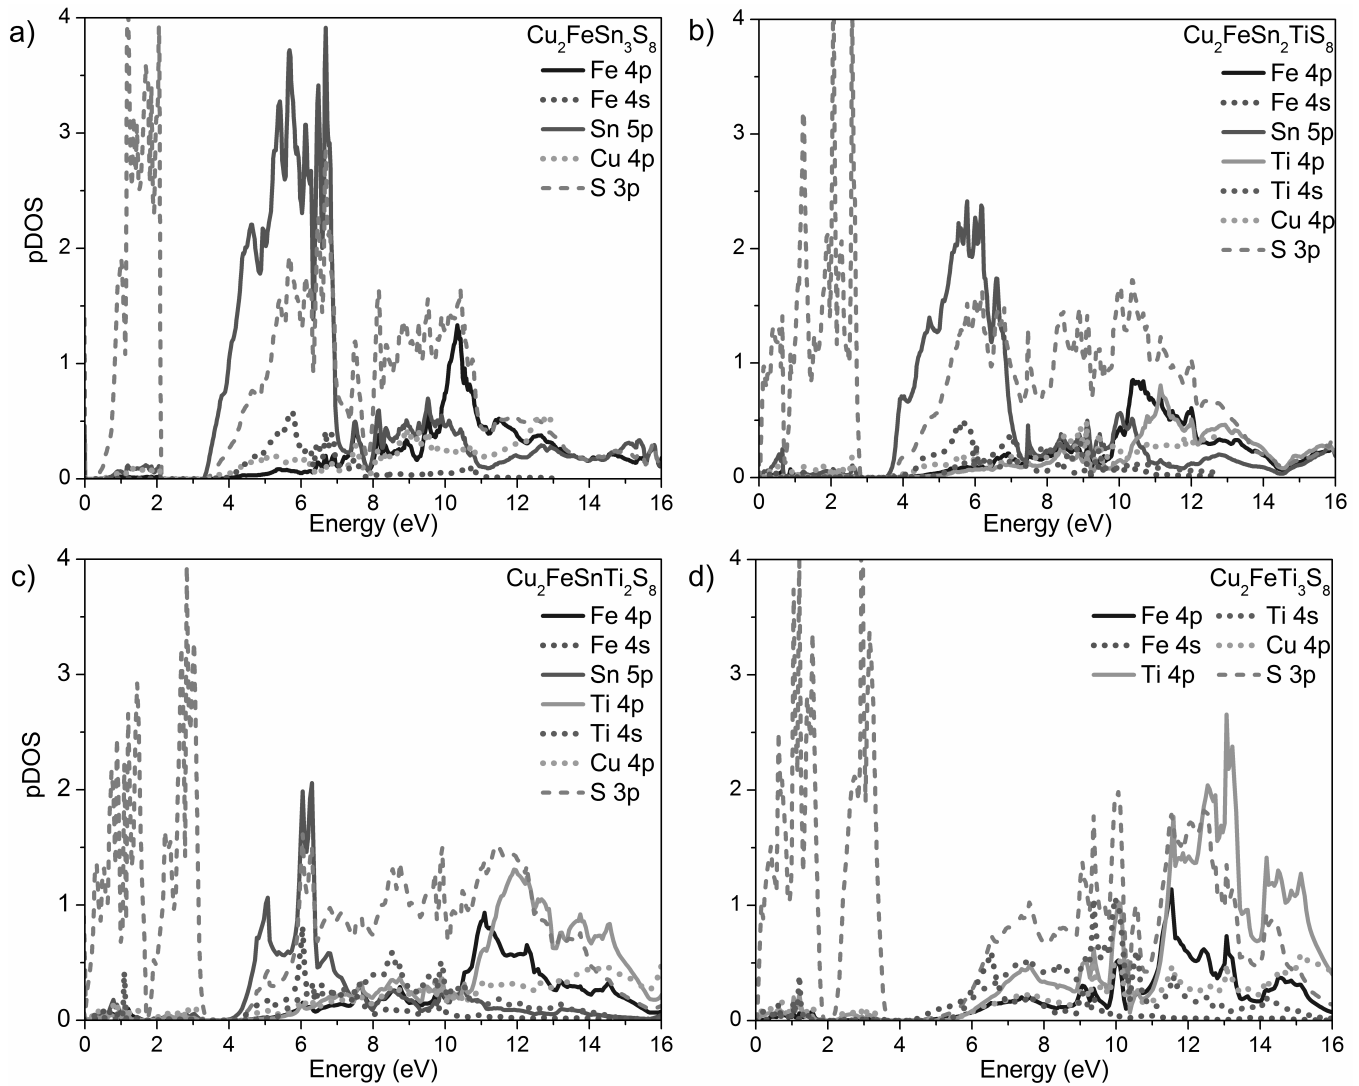 a)
Cu2FeSn3S8
Fe 4p
Fe 4s
Sn 5p
Cu 4p
S 3p
pDOS
4
3
2
1
0
0 2 4 6 8 10 12 14 16
Energy (eV)
b)
Cu2FeSn2TiS8
Fe 4p
Fe 4s
Sn 5p
Ti 4p
Ti 4s
Cu 4p
S 3p
4
3
2
1
0
0 2 4 6 8 10 12 14 16
Energy (eV)
c)
Cu2FeSnTi2S8
Fe 4p
Fe 4s
Sn 5p
Ti 4p
Ti 4s
Cu 4p
S 3p
pDOS
4
3
2
1
0
0 2 4 6 8 10 12 14 16
Energy (eV)
d)
Cu2FeTi3S8
Fe 4p Ti 4s
Fe 4s Cu 4p
Ti 4p S 3p
4
3
2
1
0
0 2 4 6 8 10 12 14 16
Energy (eV)